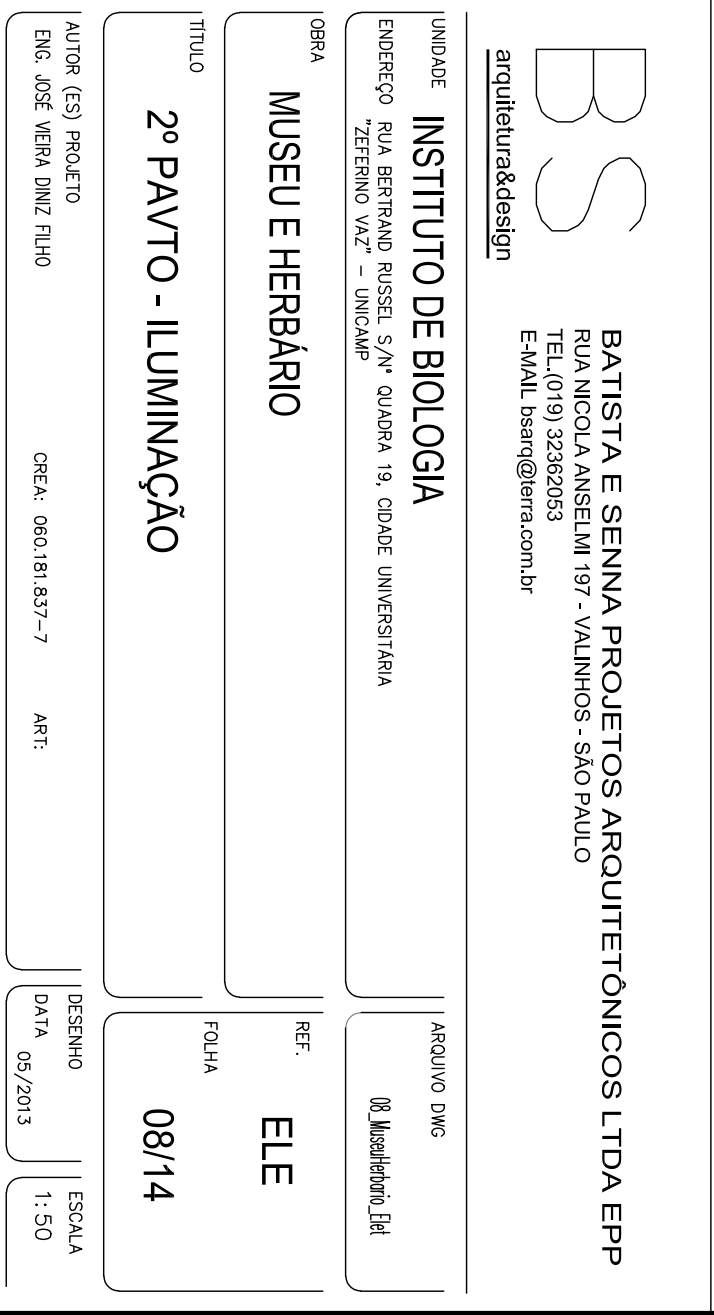 BS
arquitetura&design
BATISTA E SENNA PROJETOS ARQUITETÔNICOS LTDA EPP
RUA NICOLA ANSELMI 197 - VALINHOS - SÃO PAULO
TEL.(019) 32362053
E-MAIL bsarq@terra.com.br
UNIDADE INSTITUTO DE BIOLOGIA
ENDEREÇO RUA BERTRAND RUSSEL S/N° QUADRA 19, CIDADE UNIVERSITÁRIA
"ZEFERINO VAZ" – UNICAMP
ARQUIVO DWG
08_MuseuHerbario_Elet
OBRA
MUSEU E HERBÁRIO
REF.
ELE
TÍTULO
2º PAVTO - ILUMINAÇÃO
FOLHA
08/14
AUTOR (ES) PROJETO
ENG. JOSÉ VIEIRA DINIZ FILHO CREA: 060.181.837-7 ART:
DESENHO
DATA 05/2013
ESCALA
1:50